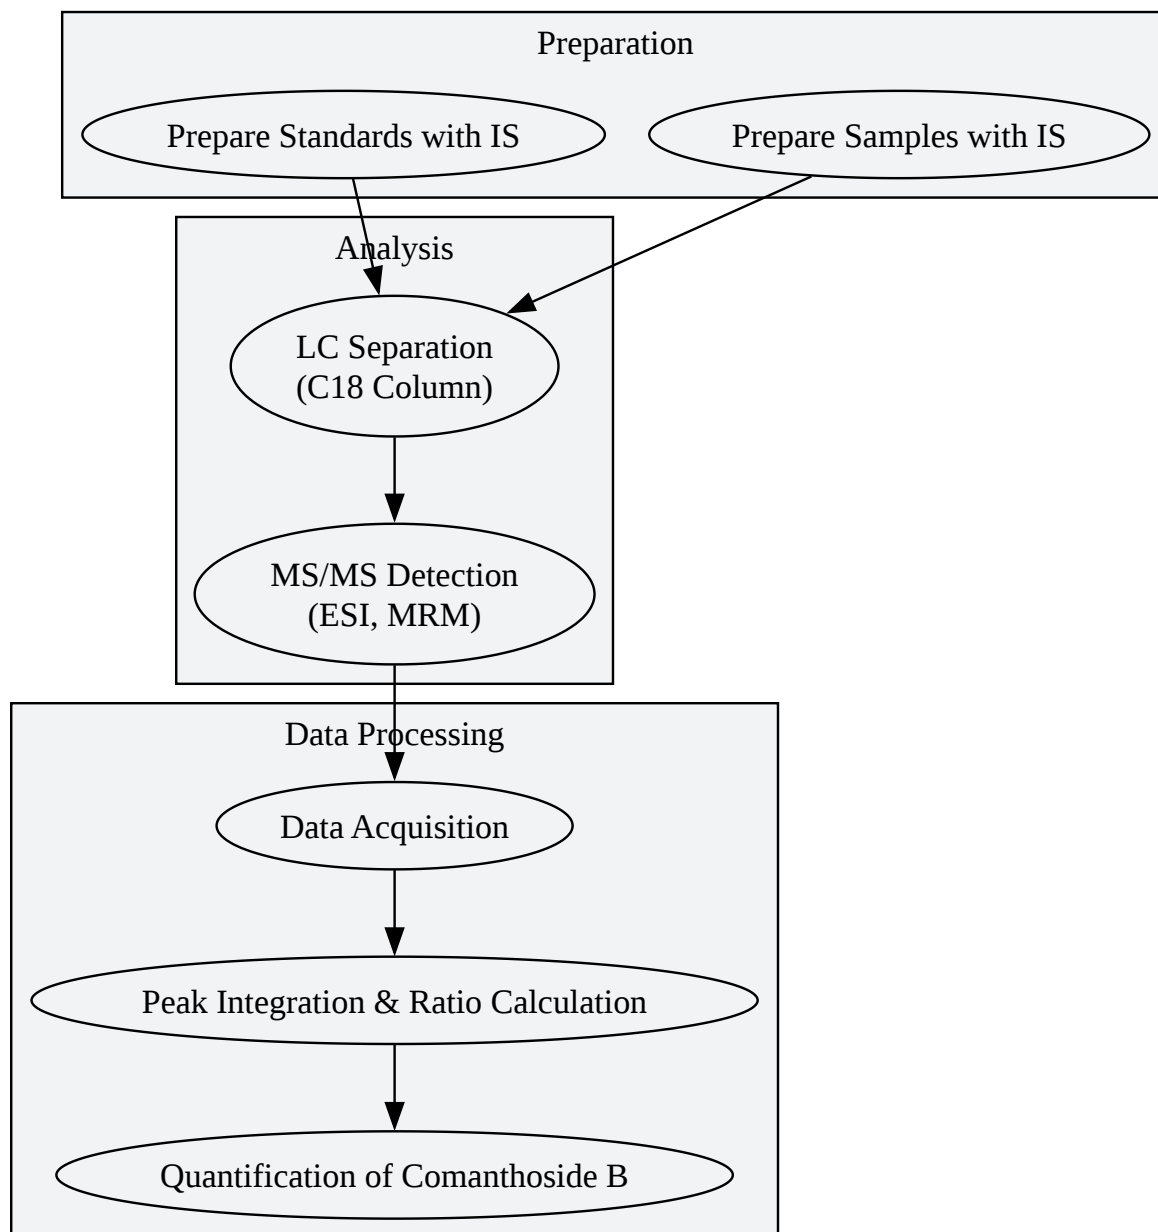 Preparation
Prepare Standards with IS
Prepare Samples with IS
Analysis
LC Separation
(C18 Column)
MS/MS Detection
(ESI, MRM)
Data Processing
Data Acquisition
Peak Integration & Ratio Calculation
Quantification of Comanthoside B